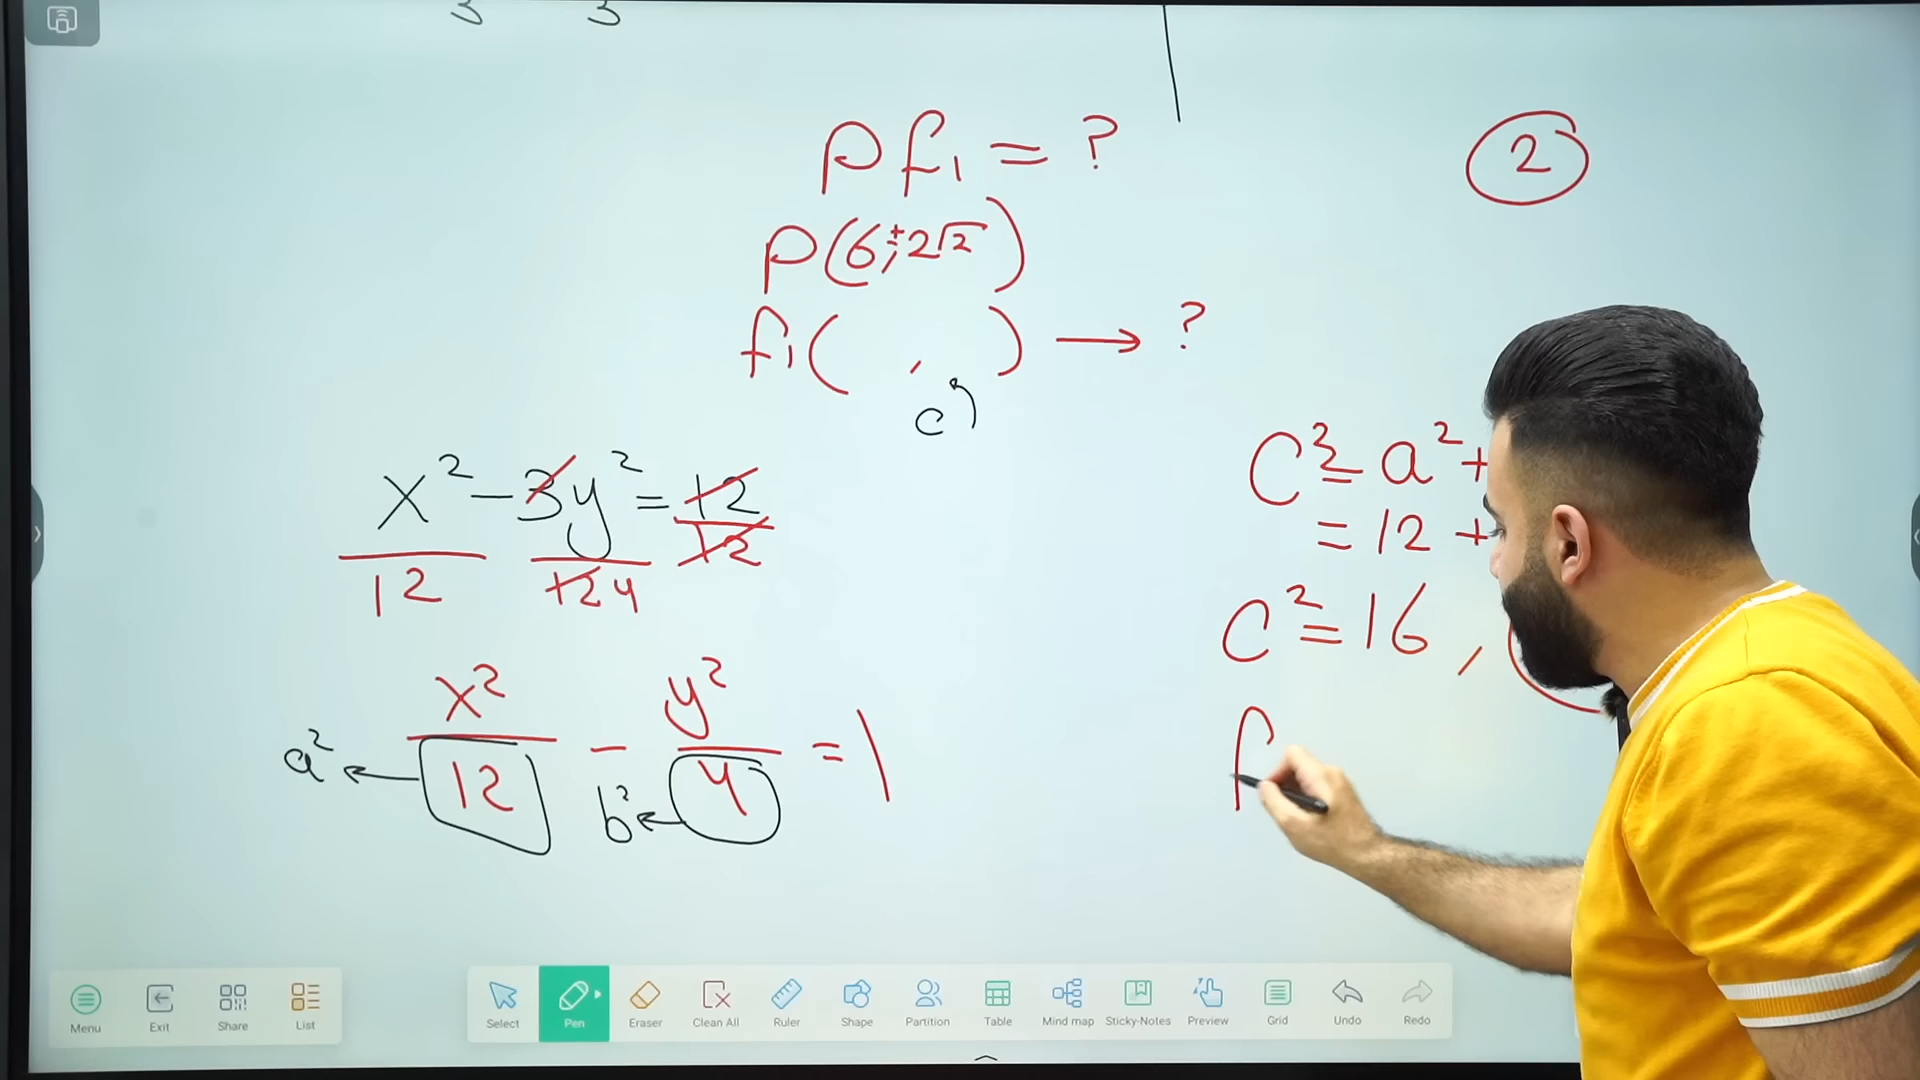 3 3
Pf₁ = ?
2
P(6, ±2√2)
f₁( , ) → ?
c
x² - 3y² = 12
12 12 4 12
C² = a² +
= 12 +
C² = 16 ,
x² / 12 - y² / 4 = 1
a² ←
b² ←
f
Menu Exit Share List Select Pen Eraser Clean All Ruler Shape Partition Table Mind map Sticky-Notes Preview Grid Undo Redo